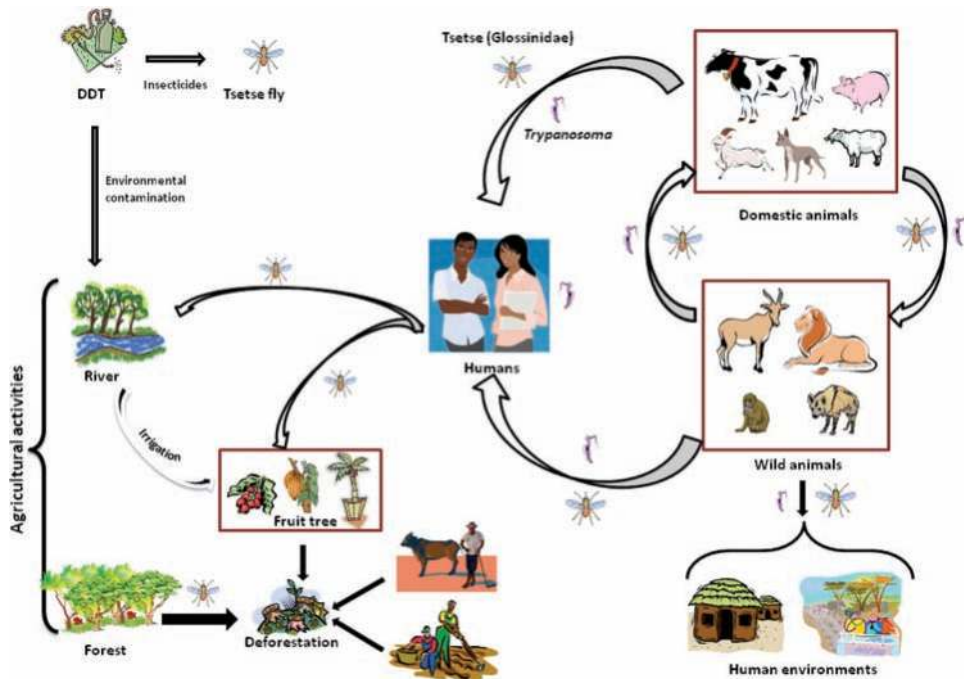 DDT
Insecticides
Tsetse fly
Tsetse (Glossinidae)
Trypanosoma
Domestic animals
Environmental
contamination
River
Humans
Irrigation
Agricultural activities
Fruit tree
Wild animals
Forest
Deforestation
Human environments